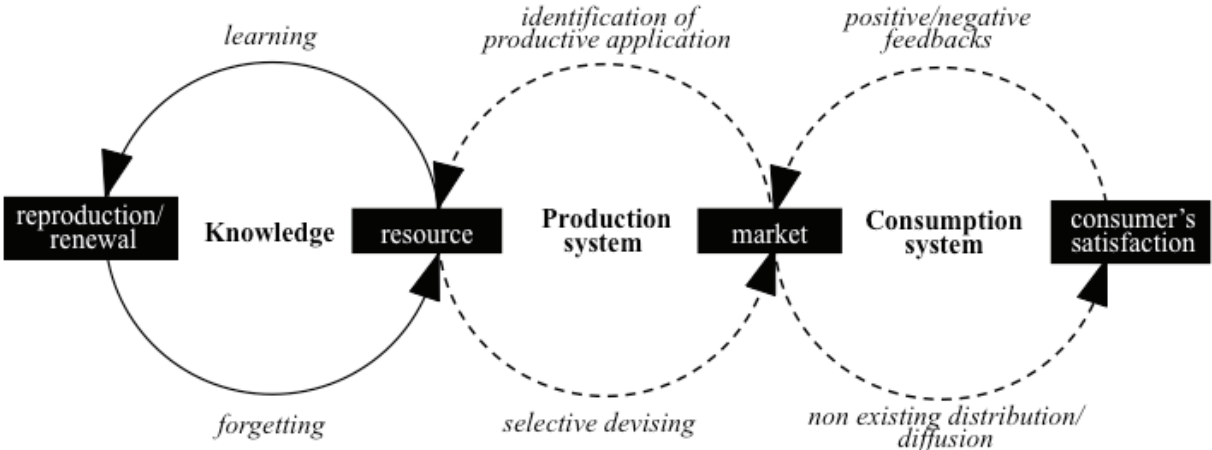 learning
identification of
productive application
positive/negative
feedbacks
reproduction/
renewal
Knowledge
resource
Production
system
market
Consumption
system
consumer's
satisfaction
forgetting
selective devising
non existing distribution/
diffusion